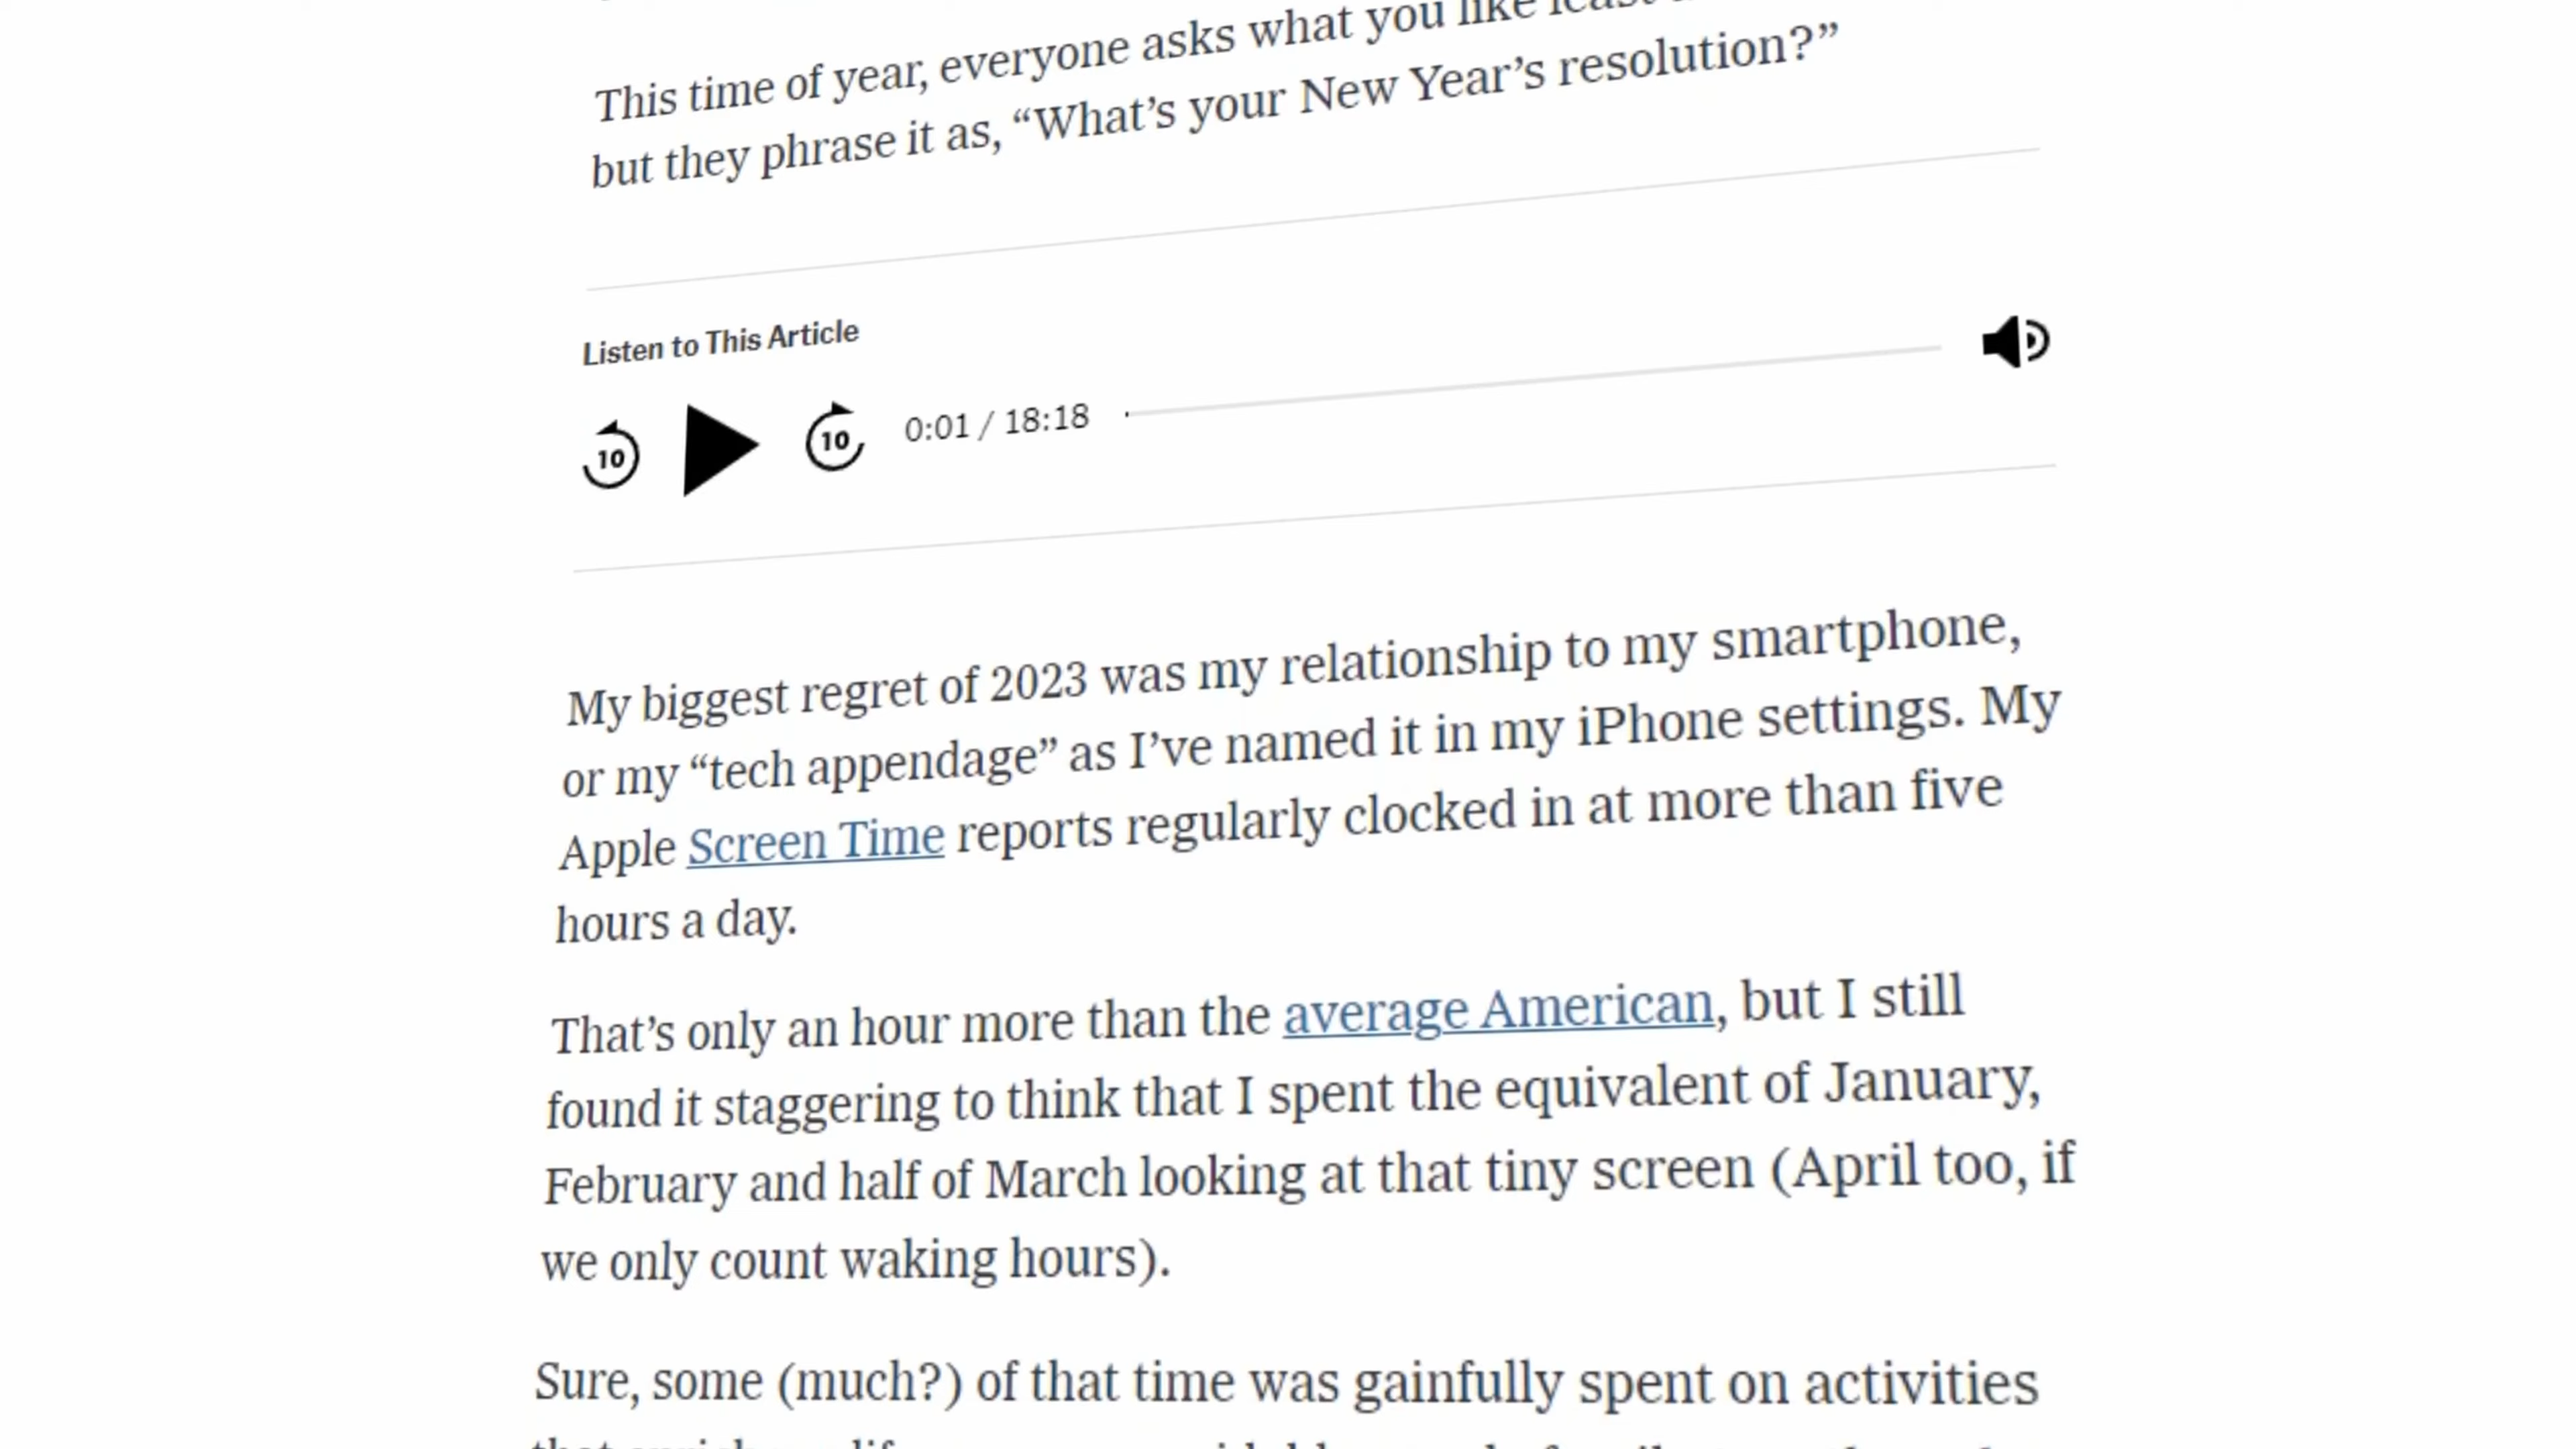 This time of year, everyone asks what you like least
but they phrase it as, “What’s your New Year’s resolution?”
Listen to This Article
10
10
0:01 / 18:18
My biggest regret of 2023 was my relationship to my smartphone,
or my “tech appendage” as I’ve named it in my iPhone settings. My
Apple Screen Time reports regularly clocked in at more than five
hours a day.
That’s only an hour more than the average American, but I still
found it staggering to think that I spent the equivalent of January,
February and half of March looking at that tiny screen (April too, if
we only count waking hours).
Sure, some (much?) of that time was gainfully spent on activities